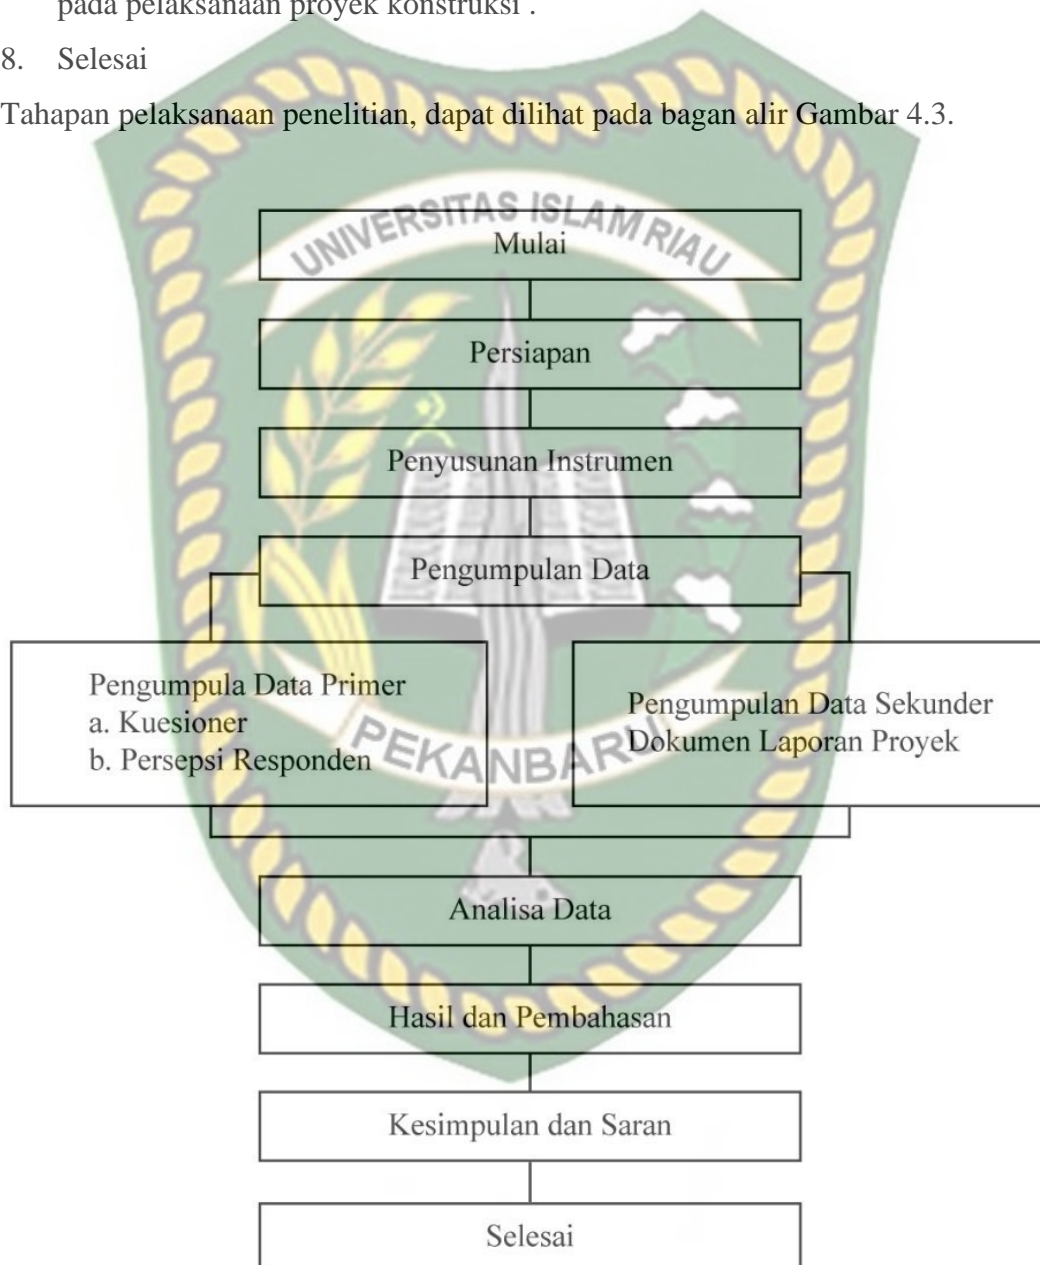 pada pelaksanaan proyek konstruksi .
8. Selesai
Tahapan pelaksanaan penelitian, dapat dilihat pada bagan alir Gambar 4.3.
UNIVERSITAS ISLAM RIAU
Mulai
Persiapan
Penyusunan Instrumen
Pengumpulan Data
Pengumpula Data Primer
a. Kuesioner
b. Persepsi Responden
Pengumpulan Data Sekunder
Dokumen Laporan Proyek
PEKANBARU
Analisa Data
Hasil dan Pembahasan
Kesimpulan dan Saran
Selesai